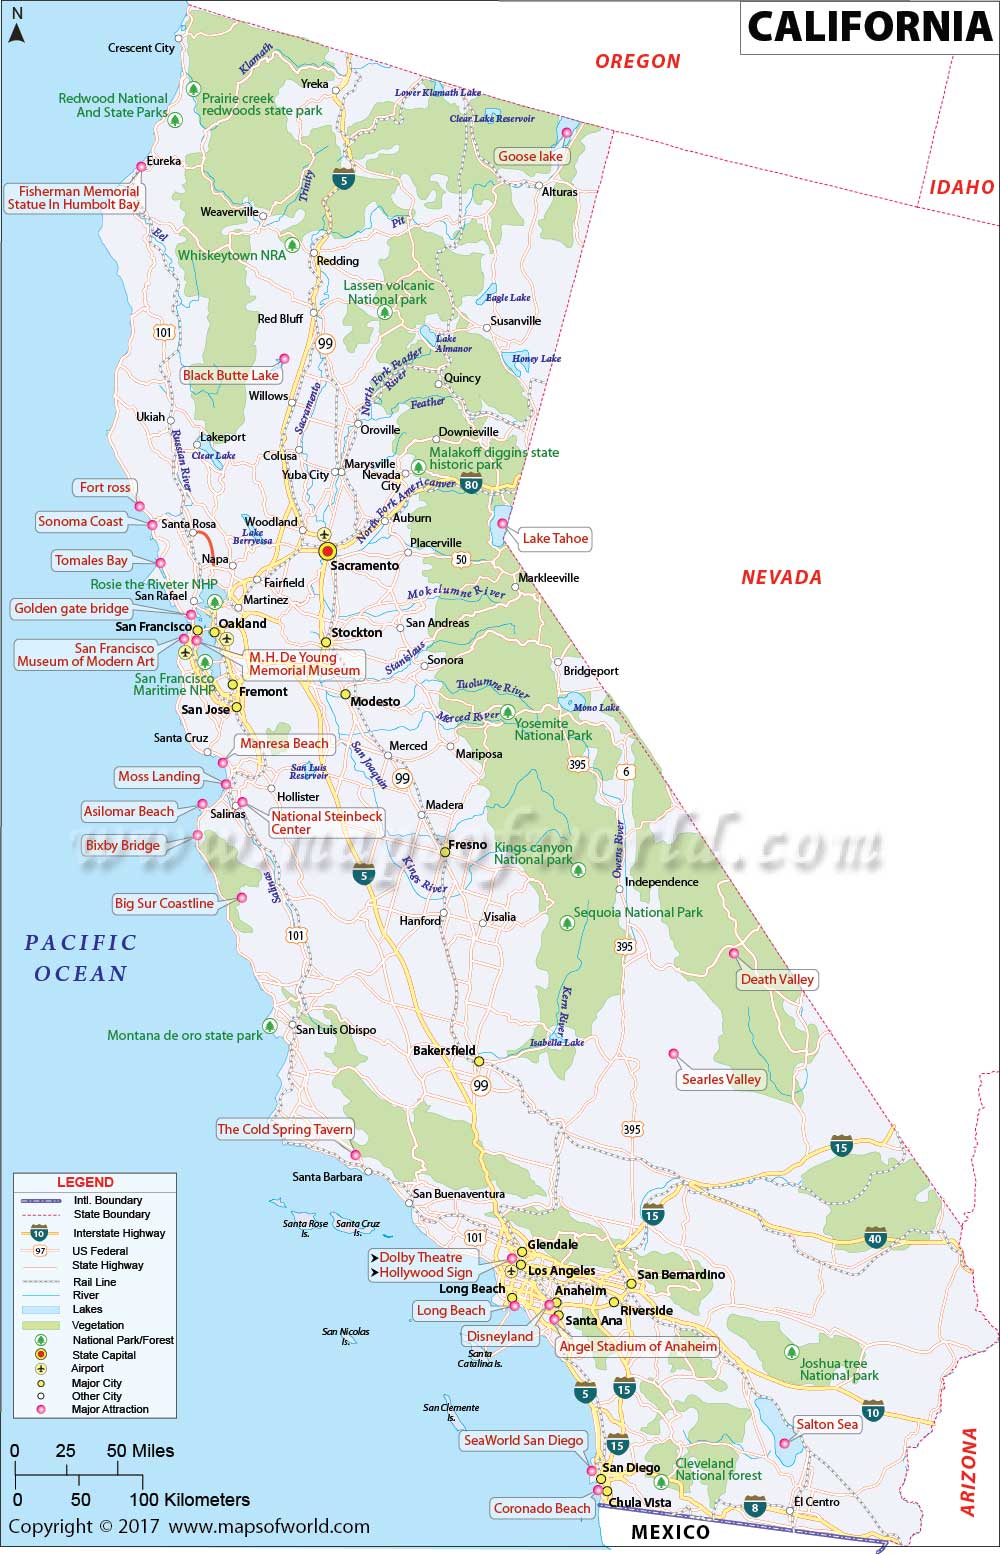 N
CALIFORNIA
OREGON
IDAHO
NEVADA
ARIZONA
MEXICO
PACIFIC
OCEAN
Crescent City
Klamath
Yreka
Lower Klamath Lake
Clear Lake Reservoir
Redwood National
And State Parks
Prairie creek
redwoods state park
Goose lake
Eureka
Trinity
5
Alturas
Fisherman Memorial
Statue In Humbolt Bay
Weaverville
Eel
Pit
Whiskeytown NRA
Redding
Lassen volcanic
National park
Eagle Lake
Red Bluff
Susanville
101
99
Lake
Almanor
Honey Lake
Black Butte Lake
North Fork Feather
River
Quincy
Willows
Sacramento
Feather
Ukiah
Oroville
Downieville
Lakeport
Russian River
Clear Lake
Colusa
Malakoff diggins state
historic park
Marysville
Yuba City
Nevada
City
80
Fort ross
North Fork Americanver
Sonoma Coast
Santa Rosa
Woodland
Auburn
Lake
Berryessa
Lake Tahoe
Tomales Bay
Napa
Sacramento
Placerville
50
Rosie the Riveter NHP
Fairfield
Markleeville
San Rafael
Martinez
Mokelumne River
Golden gate bridge
San Francisco
Oakland
Stockton
San Andreas
San Francisco
Museum of Modern Art
M.H. De Young
Memorial Museum
Stanislaus
Sonora
Bridgeport
San Francisco
Maritime NHP
Fremont
Tuolumne River
Modesto
San Jose
Merced River
Mono Lake
Yosemite
National Park
Santa Cruz
Manresa Beach
Merced
Mariposa
San Joaquin
395
6
Moss Landing
San Luis
Reservoir
99
Hollister
Asilomar Beach
Salinas
National Steinbeck
Center
Madera
www.mapsofworld.com
Bixby Bridge
Fresno
Kings canyon
National park
Owens River
5
Kings River
Salinas
Independence
Big Sur Coastline
Hanford
Visalia
Sequoia National Park
101
395
Death Valley
Kern River
Montana de oro state park
San Luis Obispo
Isabella Lake
Bakersfield
99
Searles Valley
The Cold Spring Tavern
395
15
Santa Barbara
San Buenaventura
Santa Rose
Is.
Santa Cruz
Is.
15
101
Glendale
40
Dolby Theatre
Hollywood Sign
Los Angeles
San Bernardino
Long Beach
Anaheim
Long Beach
Riverside
Santa Ana
Disneyland
Angel Stadium of Anaheim
San Nicolas
Is.
Santa
Catalina Is.
Joshua tree
National park
5
15
San Clemente
Is.
10
Salton Sea
SeaWorld San Diego
15
San Diego
Cleveland
National forest
Coronado Beach
Chula Vista
8
El Centro
LEGEND
Intl. Boundary
State Boundary
10
Interstate Highway
97
US Federal
State Highway
Rail Line
River
Lakes
Vegetation
National Park/Forest
State Capital
Airport
Major City
Other City
Major Attraction
0 25 50 Miles
0 50 100 Kilometers
Copyright © 2017 www.mapsofworld.com